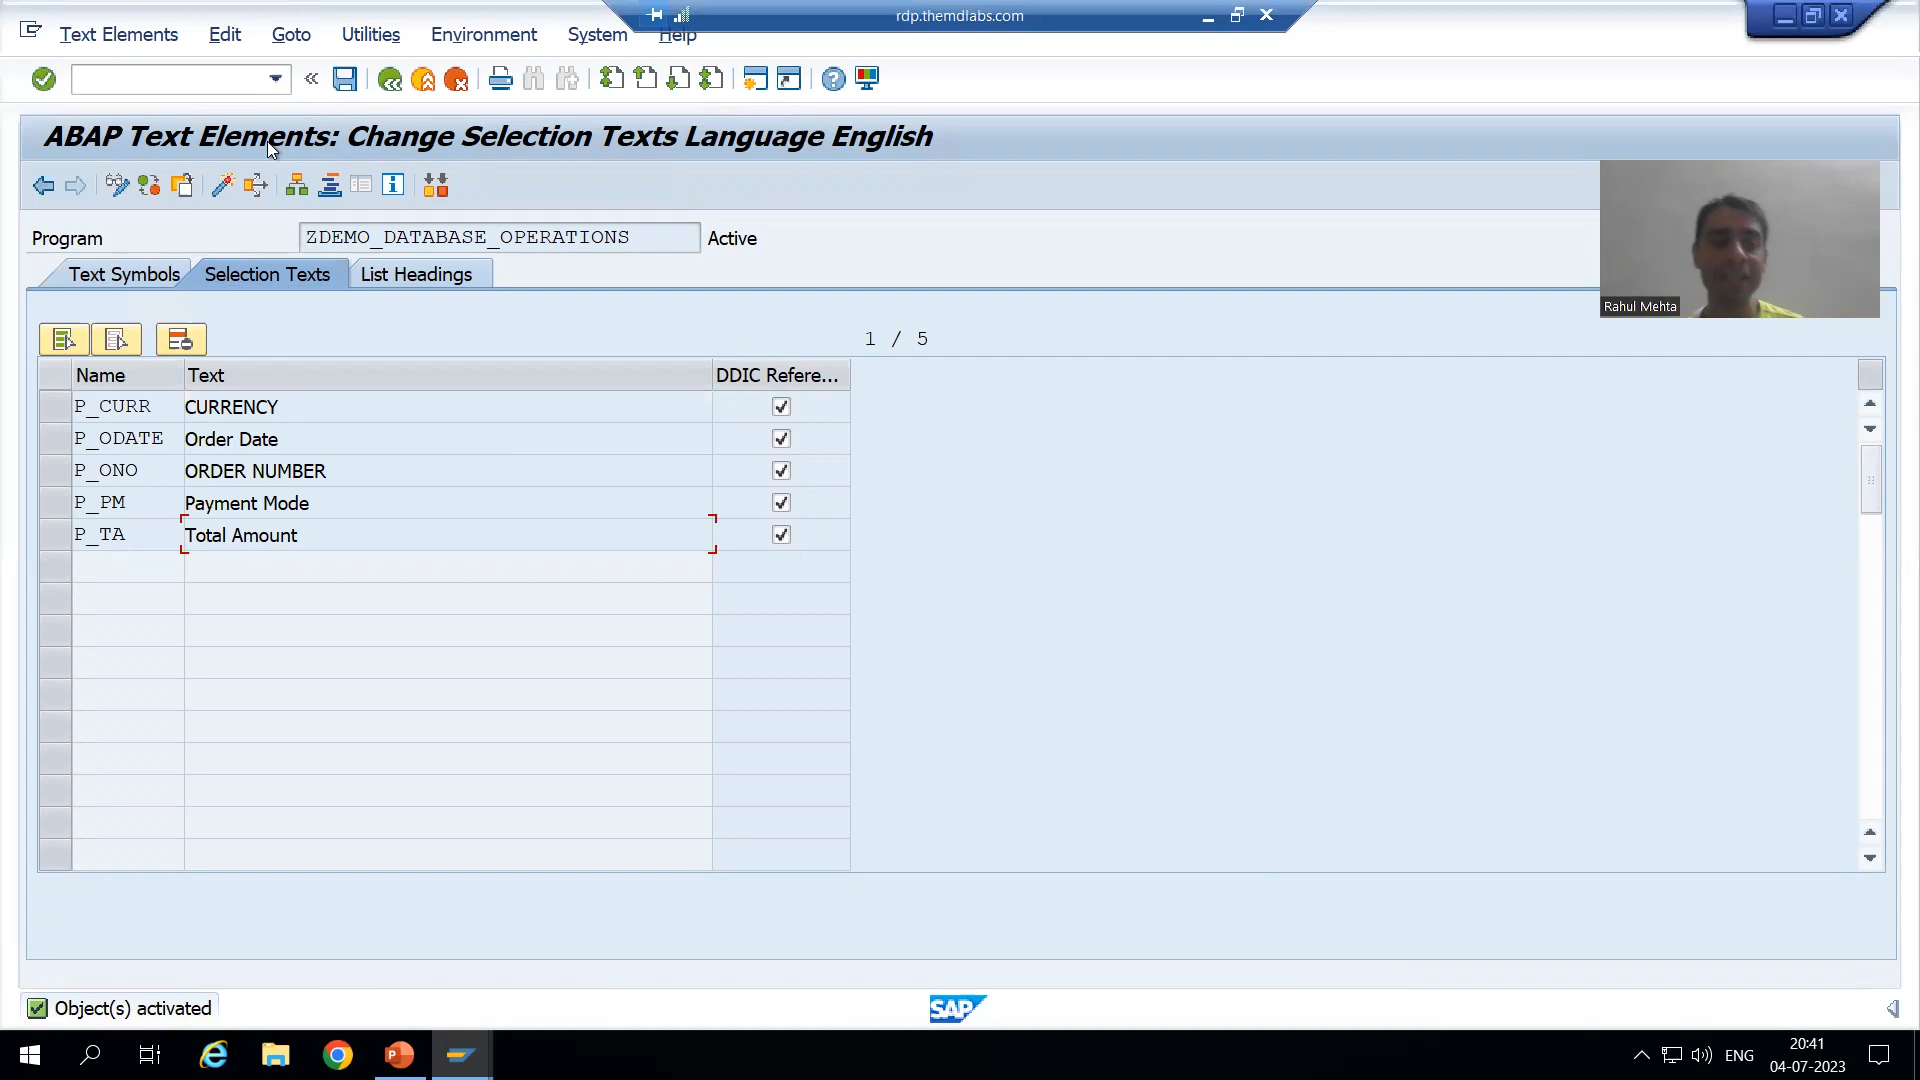 rdp.themdlabs.com
Text Elements Edit Goto Utilities Environment System Help
ABAP Text Elements: Change Selection Texts Language English
Program ZDEMO_DATABASE_OPERATIONS Active
Text Symbols Selection Texts List Headings
Rahul Mehta
1 / 5
Name Text DDIC Refere...
P_CURR CURRENCY
P_ODATE Order Date
P_ONO ORDER NUMBER
P_PM Payment Mode
P_TA Total Amount
Object(s) activated
SAP
ENG
20:41
04-07-2023